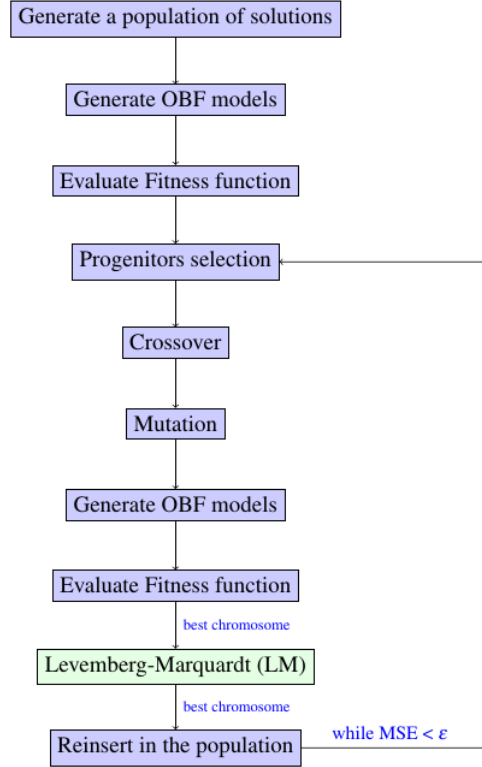 Generate a population of solutions
Generate OBF models
Evaluate Fitness function
Progenitors selection
Crossover
Mutation
Generate OBF models
Evaluate Fitness function
best chromosome
Levemberg-Marquardt (LM)
best chromosome
Reinsert in the population
while MSE < ε